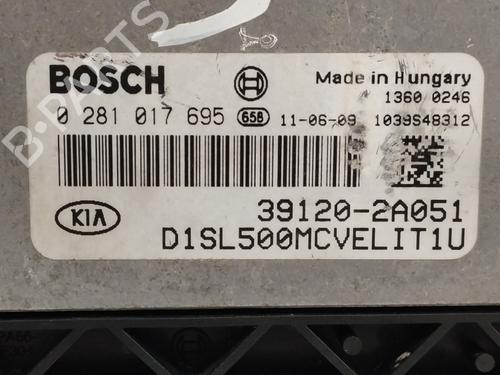 BOSCH
Made in Hungary
1360 0246
0 281 017 695 658 11-06-09 1039S48312
KIA
39120-2A051
D1SL500MCVELIT1U
B-PARTS